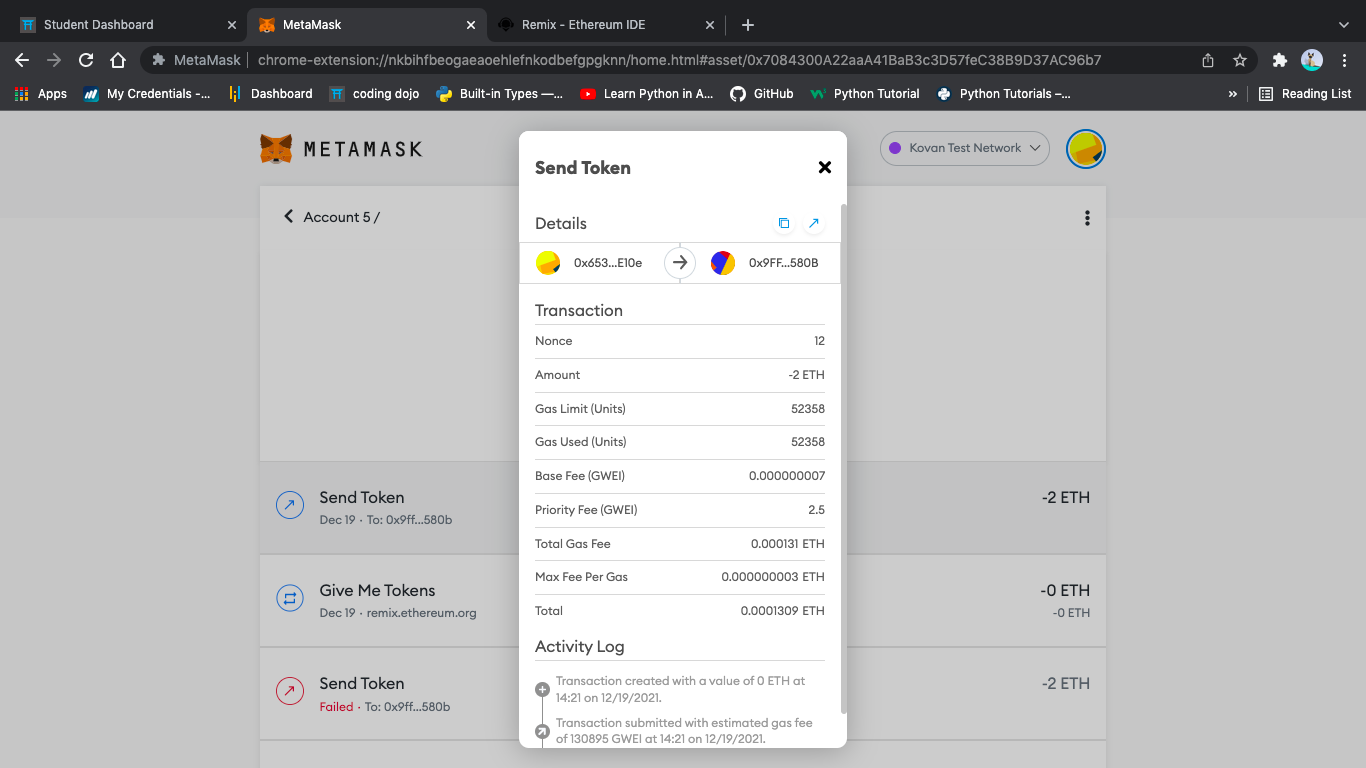 Student Dashboard
MetaMask
Remix - Ethereum IDE
MetaMask
chrome-extension://nkbihfbeogaeaoehlefnkodbefgpgknn/home.html#asset/0x7084300A22aaA41BaB3c3D57feC38B9D37AC96b7
Apps
My Credentials -...
Dashboard
coding dojo
Built-in Types —...
Learn Python in A...
GitHub
Python Tutorial
Python Tutorials –...
»
Reading List
METAMASK
Kovan Test Network
Account 5 /
Send Token
Details
0x653...E10e
0x9FF...580B
Transaction
Nonce 12
Amount -2 ETH
Gas Limit (Units) 52358
Gas Used (Units) 52358
Base Fee (GWEI) 0.000000007
Priority Fee (GWEI) 2.5
Total Gas Fee 0.000131 ETH
Max Fee Per Gas 0.000000003 ETH
Total 0.0001309 ETH
Activity Log
Transaction created with a value of 0 ETH at
14:21 on 12/19/2021.
Transaction submitted with estimated gas fee
of 130895 GWEI at 14:21 on 12/19/2021.
Send Token -2 ETH
Dec 19 · To: 0x9ff...580b
Give Me Tokens -0 ETH
Dec 19 · remix.ethereum.org -0 ETH
Send Token -2 ETH
Failed · To: 0x9ff...580b